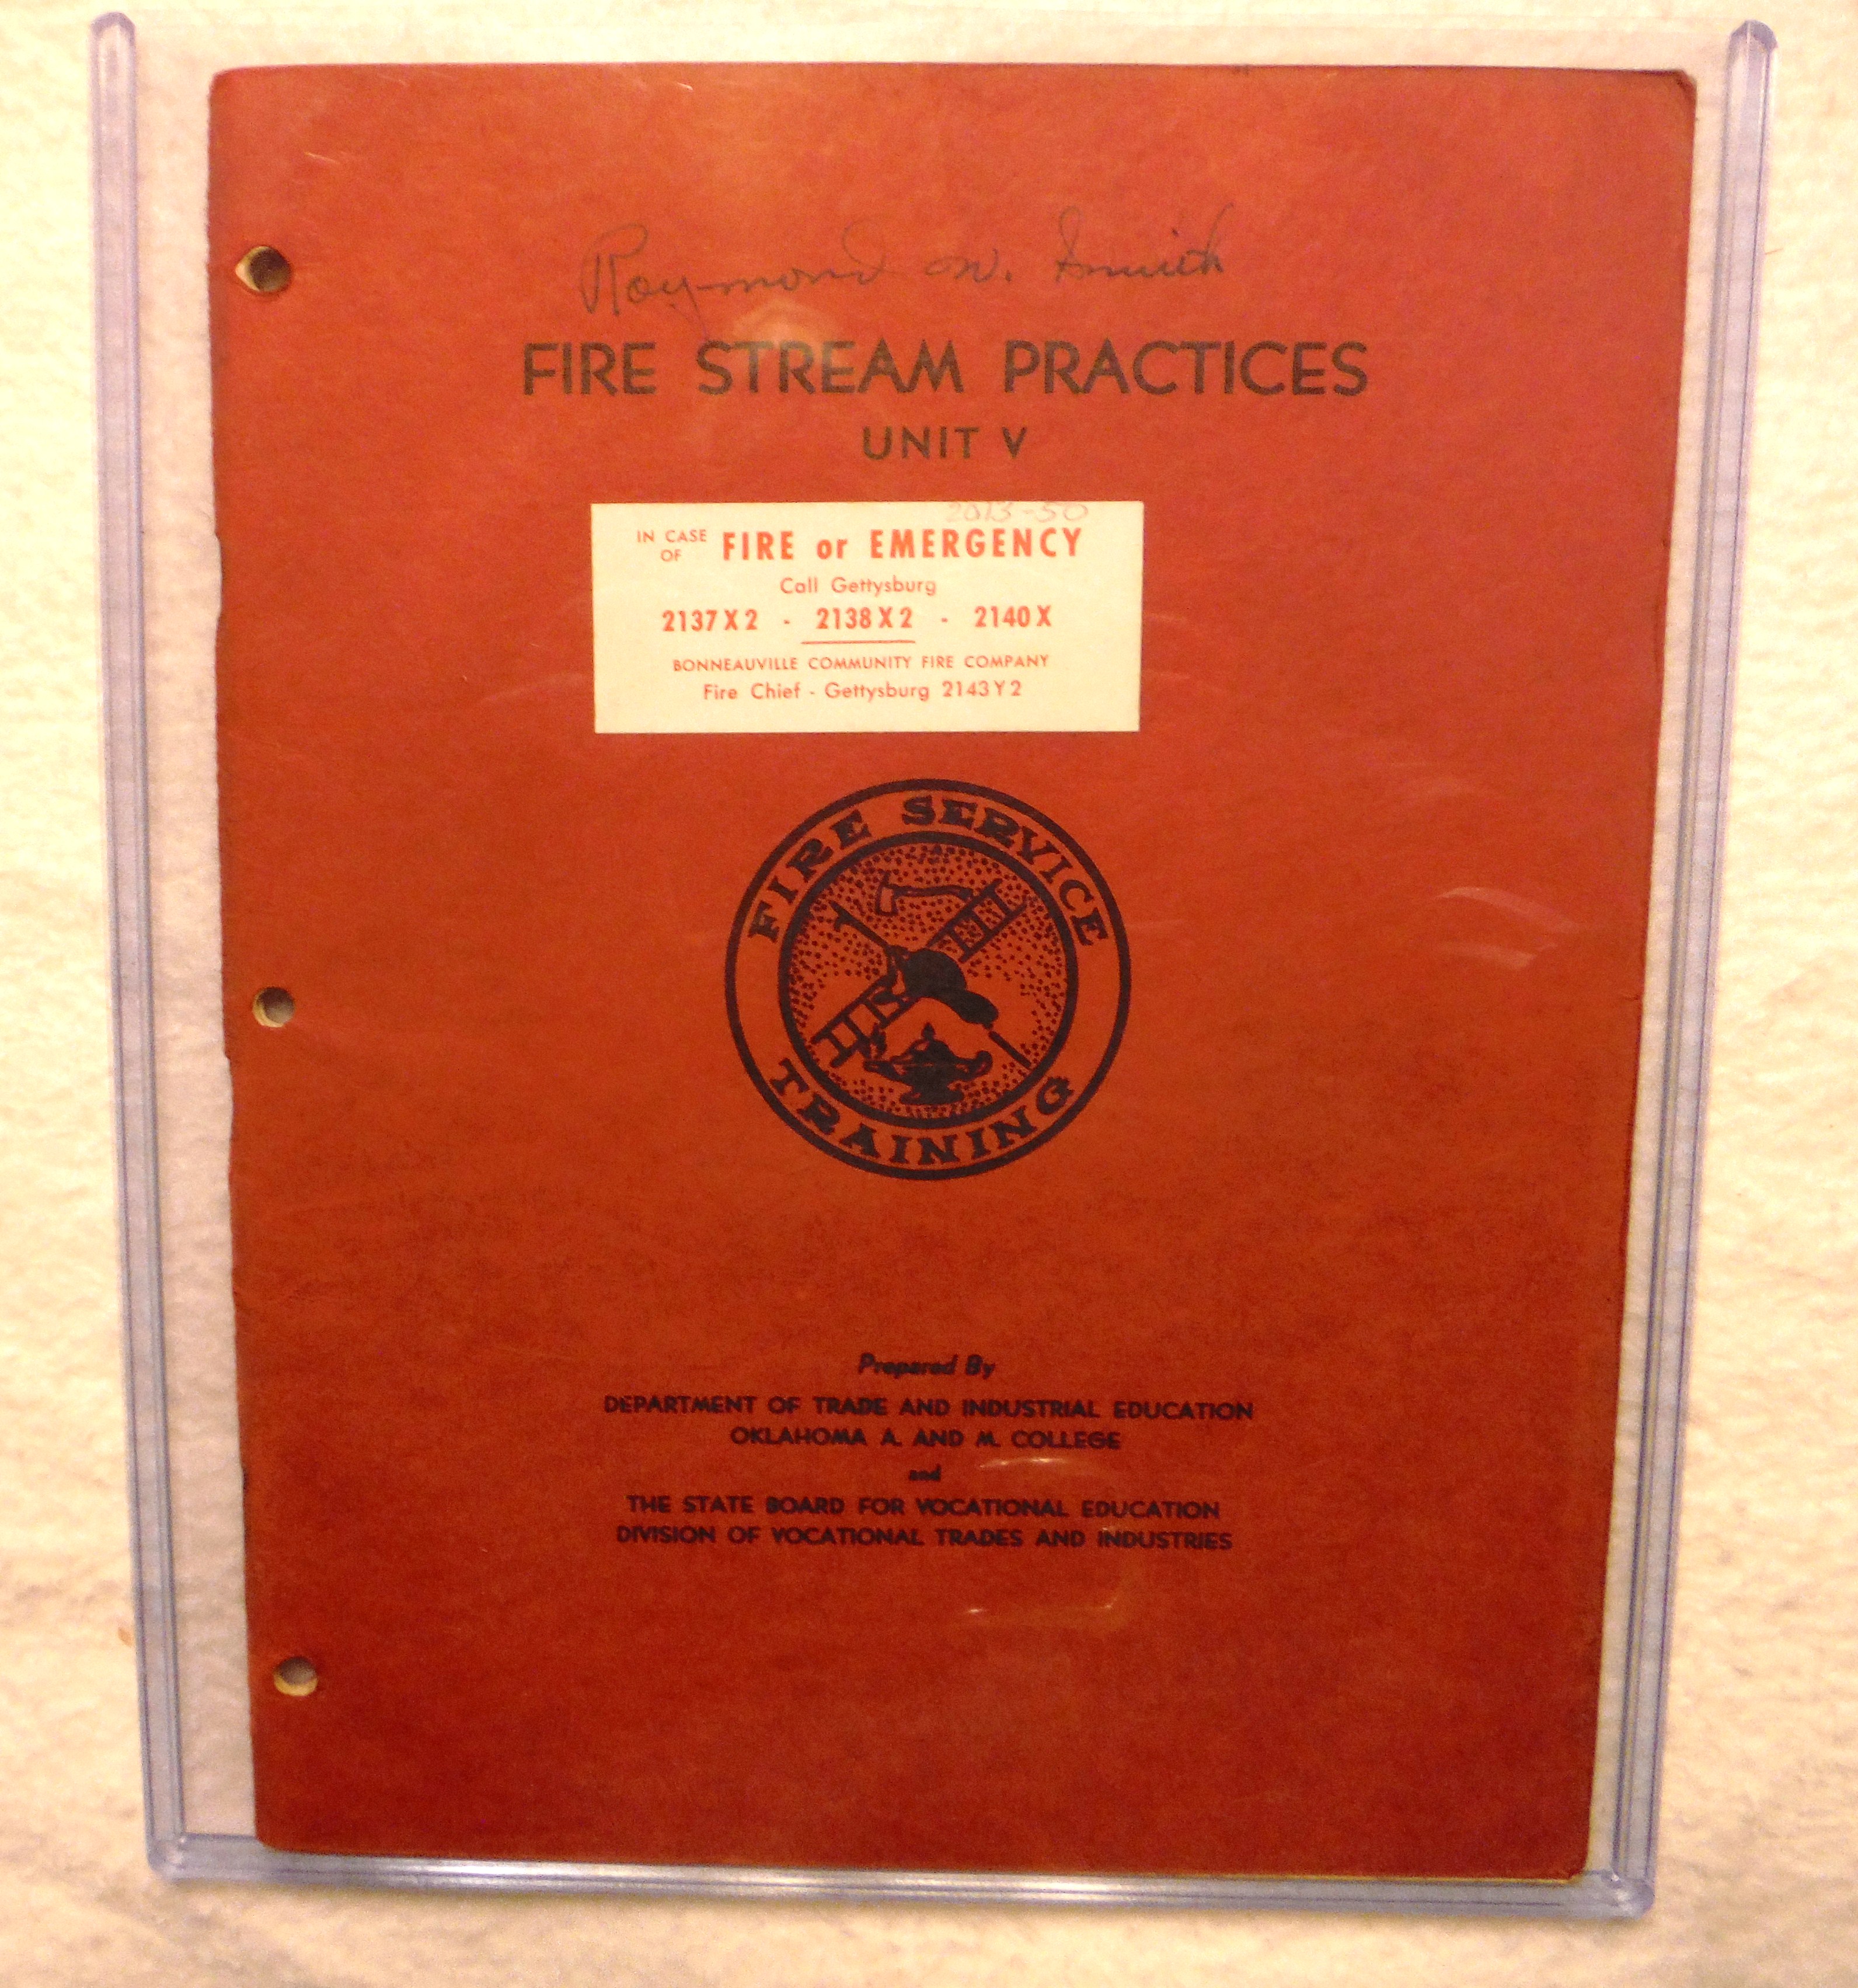 Raymond W. Smith
FIRE STREAM PRACTICES
UNIT V
2013-50
IN CASE OF FIRE or EMERGENCY
Call Gettysburg
2137X2 - 2138X2 - 2140X
BONNEAUVILLE COMMUNITY FIRE COMPANY
Fire Chief - Gettysburg 2143Y2
FIRE SERVICE
TRAINING
Prepared By
DEPARTMENT OF TRADE AND INDUSTRIAL EDUCATION
OKLAHOMA A. AND M. COLLEGE
and
THE STATE BOARD FOR VOCATIONAL EDUCATION
DIVISION OF VOCATIONAL TRADES AND INDUSTRIES